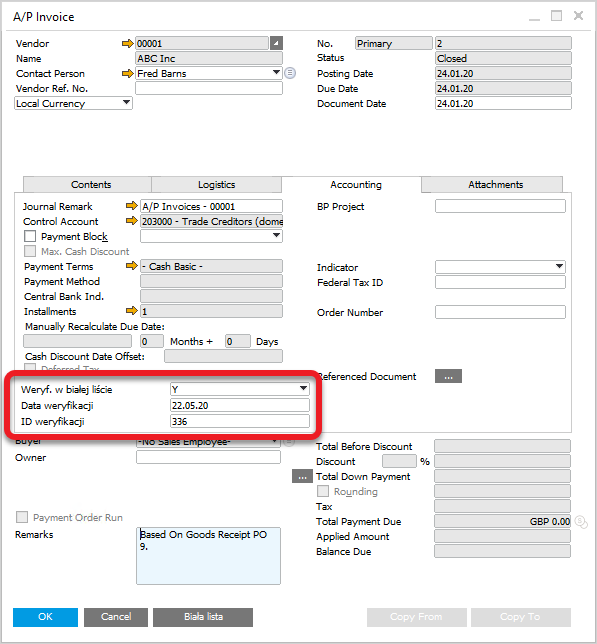 A/P Invoice
Vendor 00001 No. Primary 2
Name ABC Inc Status Closed
Contact Person Fred Barns Posting Date 24.01.20
Vendor Ref. No. Due Date 24.01.20
Local Currency Document Date 24.01.20
Contents Logistics Accounting Attachments
Journal Remark A/P Invoices - 00001 BP Project
Control Account 203000 - Trade Creditors (dome
Payment Block
Max. Cash Discount
Payment Terms - Cash Basic - Indicator
Payment Method Federal Tax ID
Central Bank Ind.
Installments 1 Order Number
Manually Recalculate Due Date:
0 Months + 0 Days
Cash Discount Date Offset:
Deferred Tax
Referenced Document ...
Weryf. w białej liście Y
Data weryfikacji 22.05.20
ID weryfikacji 336
Buyer -No Sales Employee- Total Before Discount
Owner Discount %
... Total Down Payment
Rounding
Tax
Payment Order Run Total Payment Due GBP 0.00
Remarks Based On Goods Receipt PO Applied Amount
9. Balance Due
OK Cancel Biała lista Copy From Copy To